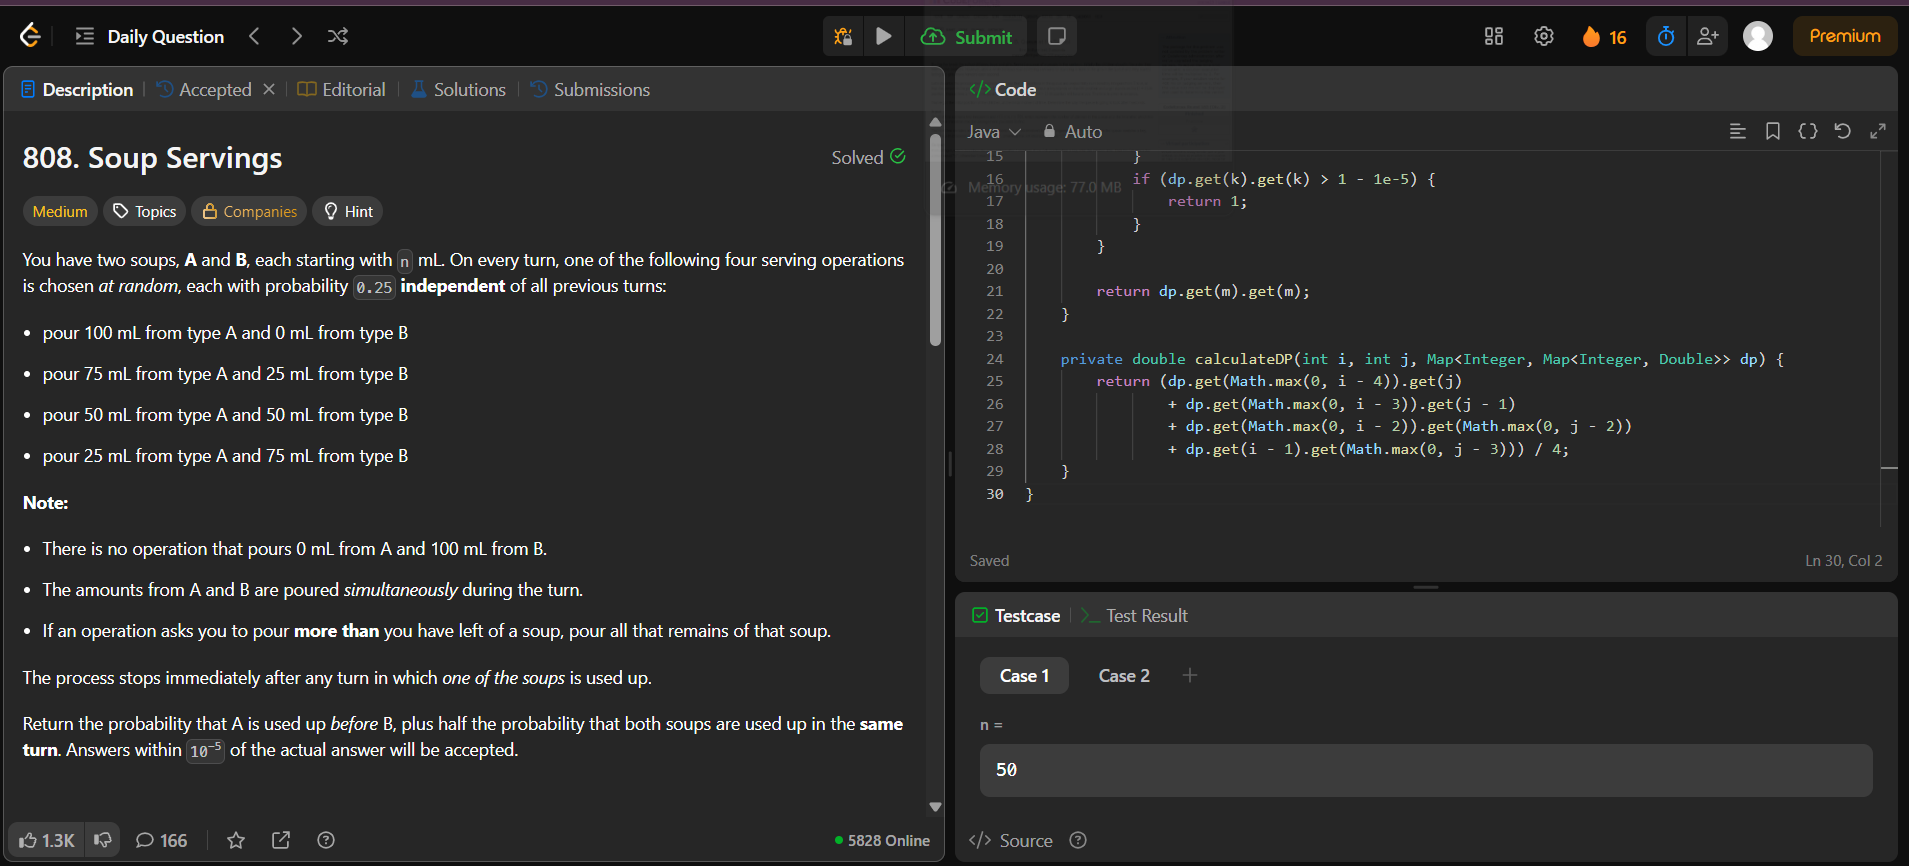 Daily Question
Submit
16
Premium
Description
Accepted
Editorial
Solutions
Submissions
808. Soup Servings
Solved
Medium
Topics
Companies
Hint
You have two soups, A and B, each starting with n mL. On every turn, one of the following four serving operations
is chosen at random, each with probability 0.25 independent of all previous turns:
• pour 100 mL from type A and 0 mL from type B
• pour 75 mL from type A and 25 mL from type B
• pour 50 mL from type A and 50 mL from type B
• pour 25 mL from type A and 75 mL from type B
Note:
• There is no operation that pours 0 mL from A and 100 mL from B.
• The amounts from A and B are poured simultaneously during the turn.
• If an operation asks you to pour more than you have left of a soup, pour all that remains of that soup.
The process stops immediately after any turn in which one of the soups is used up.
Return the probability that A is used up before B, plus half the probability that both soups are used up in the same
turn. Answers within 10⁻⁵ of the actual answer will be accepted.
1.3K
166
5828 Online
</> Code
Java
Auto
Memory usage: 77.0 MB
15 }
16 if (dp.get(k).get(k) > 1 - 1e-5) {
17 return 1;
18 }
19 }
20
21 return dp.get(m).get(m);
22 }
23
24 private double calculateDP(int i, int j, Map<Integer, Map<Integer, Double>> dp) {
25 return (dp.get(Math.max(0, i - 4)).get(j)
26 + dp.get(Math.max(0, i - 3)).get(j - 1)
27 + dp.get(Math.max(0, i - 2)).get(Math.max(0, j - 2))
28 + dp.get(i - 1).get(Math.max(0, j - 3))) / 4;
29 }
30 }
Saved
Ln 30, Col 2
Testcase
Test Result
Case 1
Case 2
n =
50
</> Source